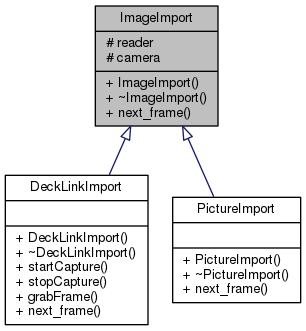 ImageImport
# reader
# camera
+ ImageImport()
+ ~ImageImport()
+ next_frame()
DeckLinkImport
+ DeckLinkImport()
+ ~DeckLinkImport()
+ startCapture()
+ stopCapture()
+ grabFrame()
+ next_frame()
PictureImport
+ PictureImport()
+ ~PictureImport()
+ next_frame()